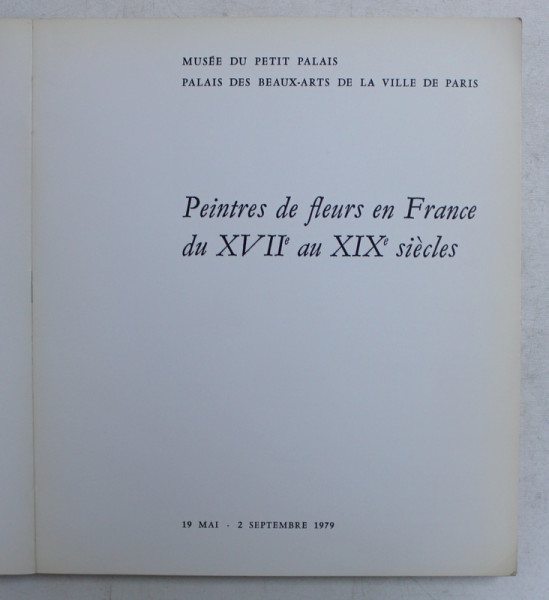 MUSÉE DU PETIT PALAIS
PALAIS DES BEAUX-ARTS DE LA VILLE DE PARIS
Peintres de fleurs en France
du XVIIe au XIXe siècles
19 MAI - 2 SEPTEMBRE 1979